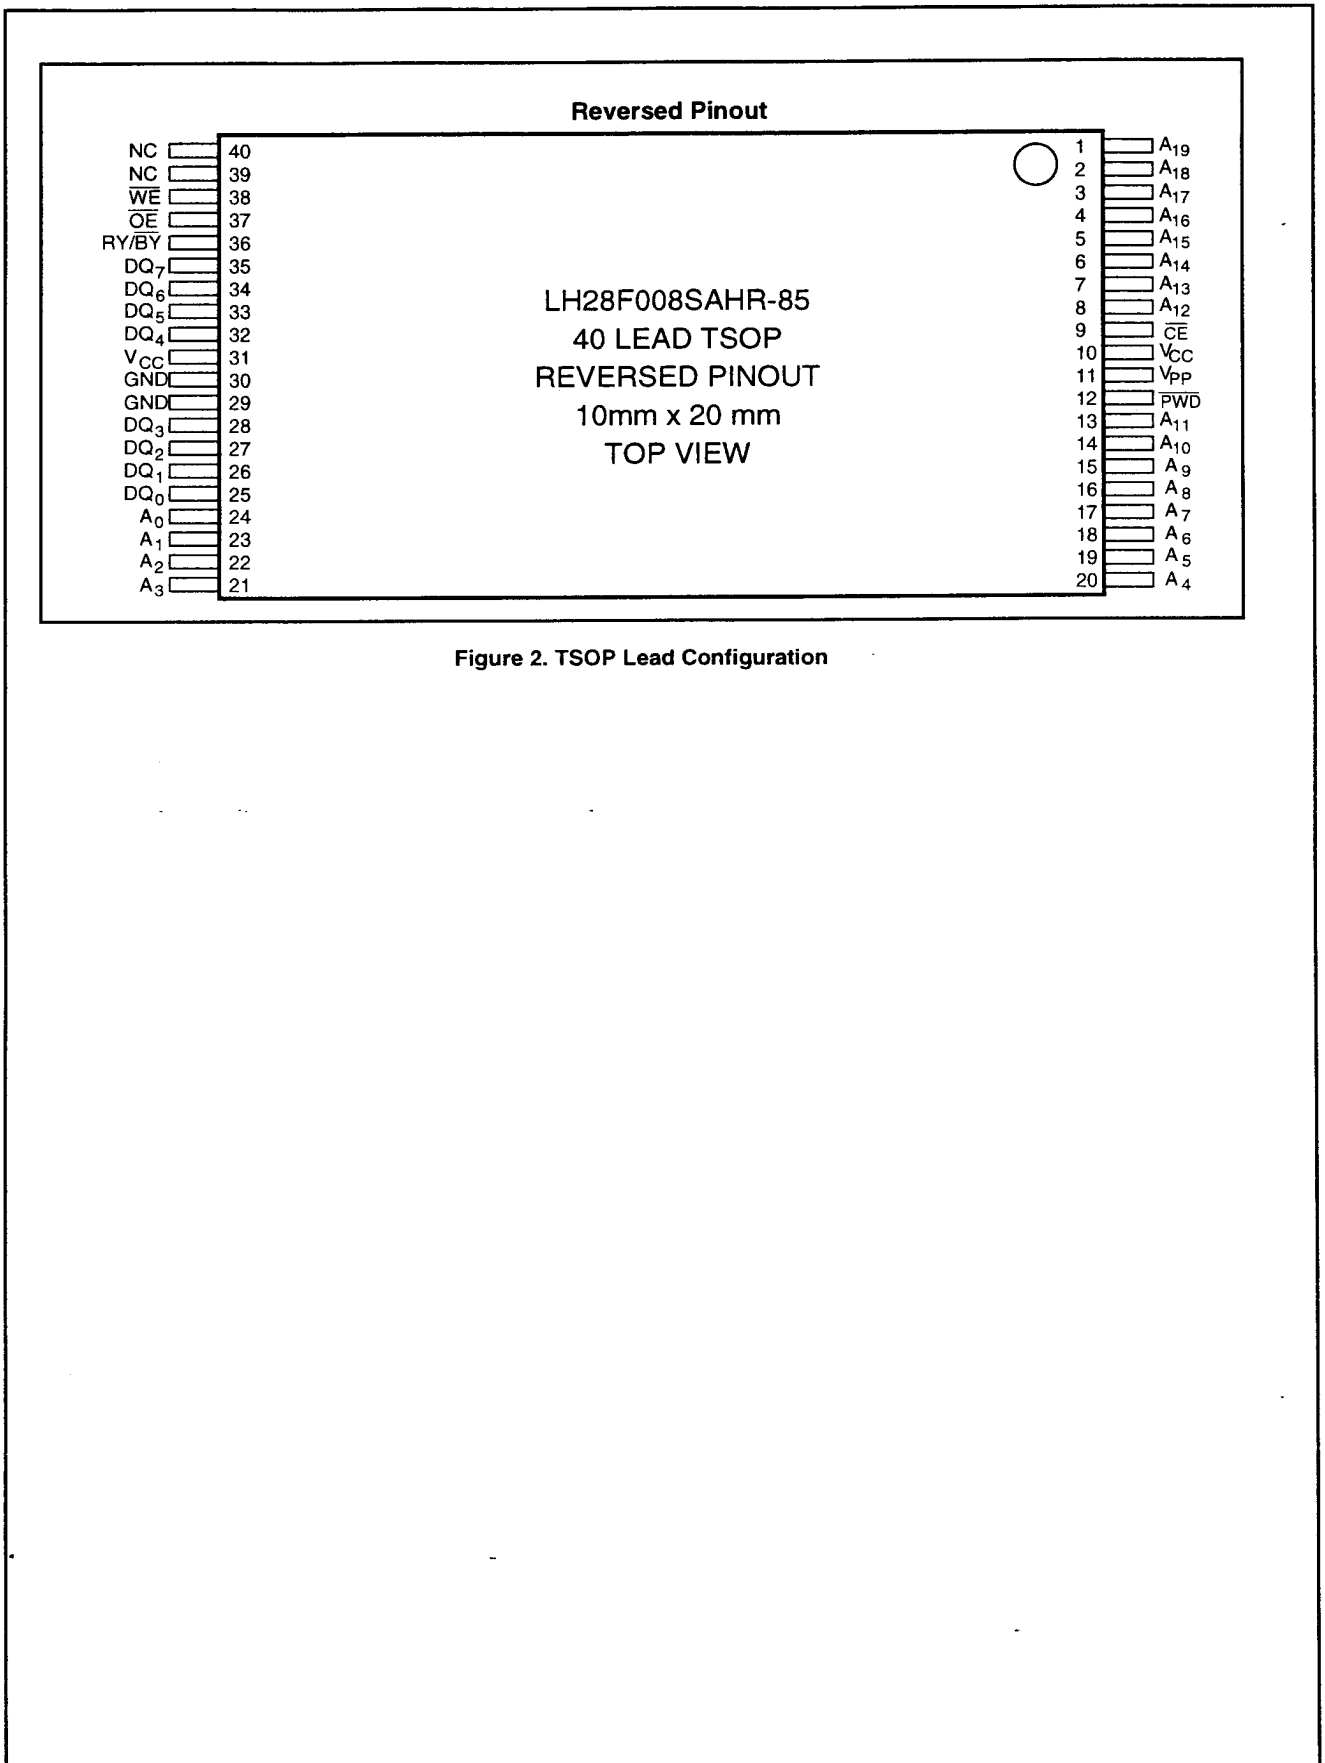 Reversed Pinout
NC 40 1 A19
NC 39 2 A18
W̅E̅ 38 3 A17
O̅E̅ 37 4 A16
RY/B̅Y̅ 36 5 A15
DQ7 35 6 A14
DQ6 34 7 A13
DQ5 33 8 A12
DQ4 32 9 C̅E̅
VCC 31 10 VCC
GND 30 11 VPP
GND 29 12 P̅W̅D̅
DQ3 28 13 A11
DQ2 27 14 A10
DQ1 26 15 A9
DQ0 25 16 A8
A0 24 17 A7
A1 23 18 A6
A2 22 19 A5
A3 21 20 A4
LH28F008SAHR-85
40 LEAD TSOP
REVERSED PINOUT
10mm x 20 mm
TOP VIEW
Figure 2. TSOP Lead Configuration